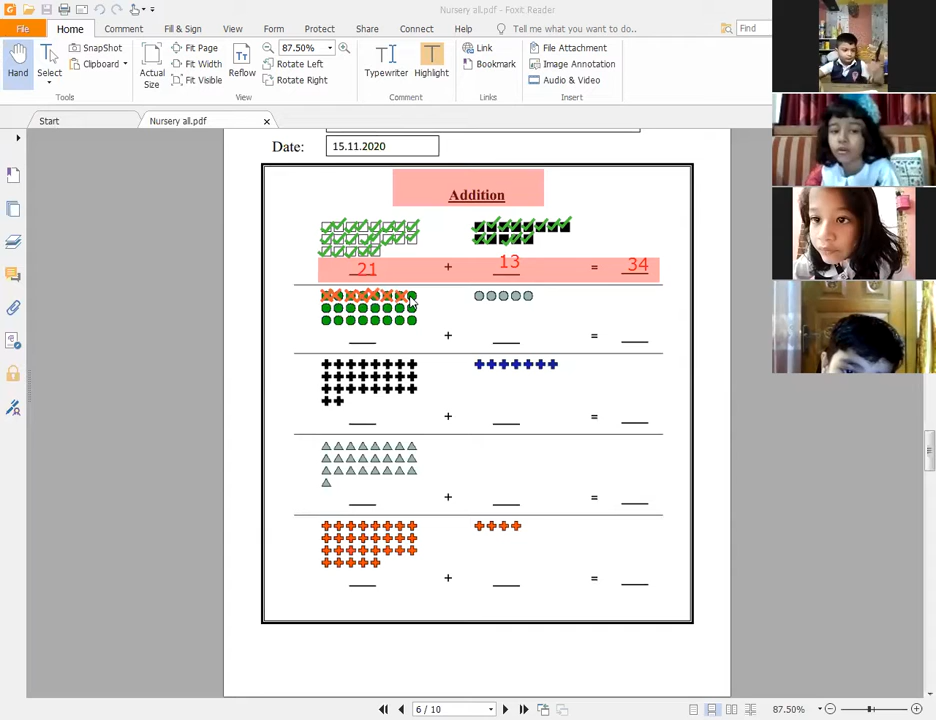 Nursery all.pdf - Foxit Reader
File Home Comment Fill & Sign View Form Protect Share Connect Help Tell me what you want to do.. Find
Hand
Select
SnapShot
Clipboard
Actual Size
Fit Page
Fit Width
Fit Visible
Reflow
Rotate Left
Rotate Right
Typewriter
Highlight
Link
Bookmark
File Attachment
Image Annotation
Audio & Video
Tools View Comment Links Insert
Start Nursery all.pdf
Date: 15.11.2020
Addition
21 + 13 = 34
+ =
+ =
+ =
+ =
6 / 10 87.50%